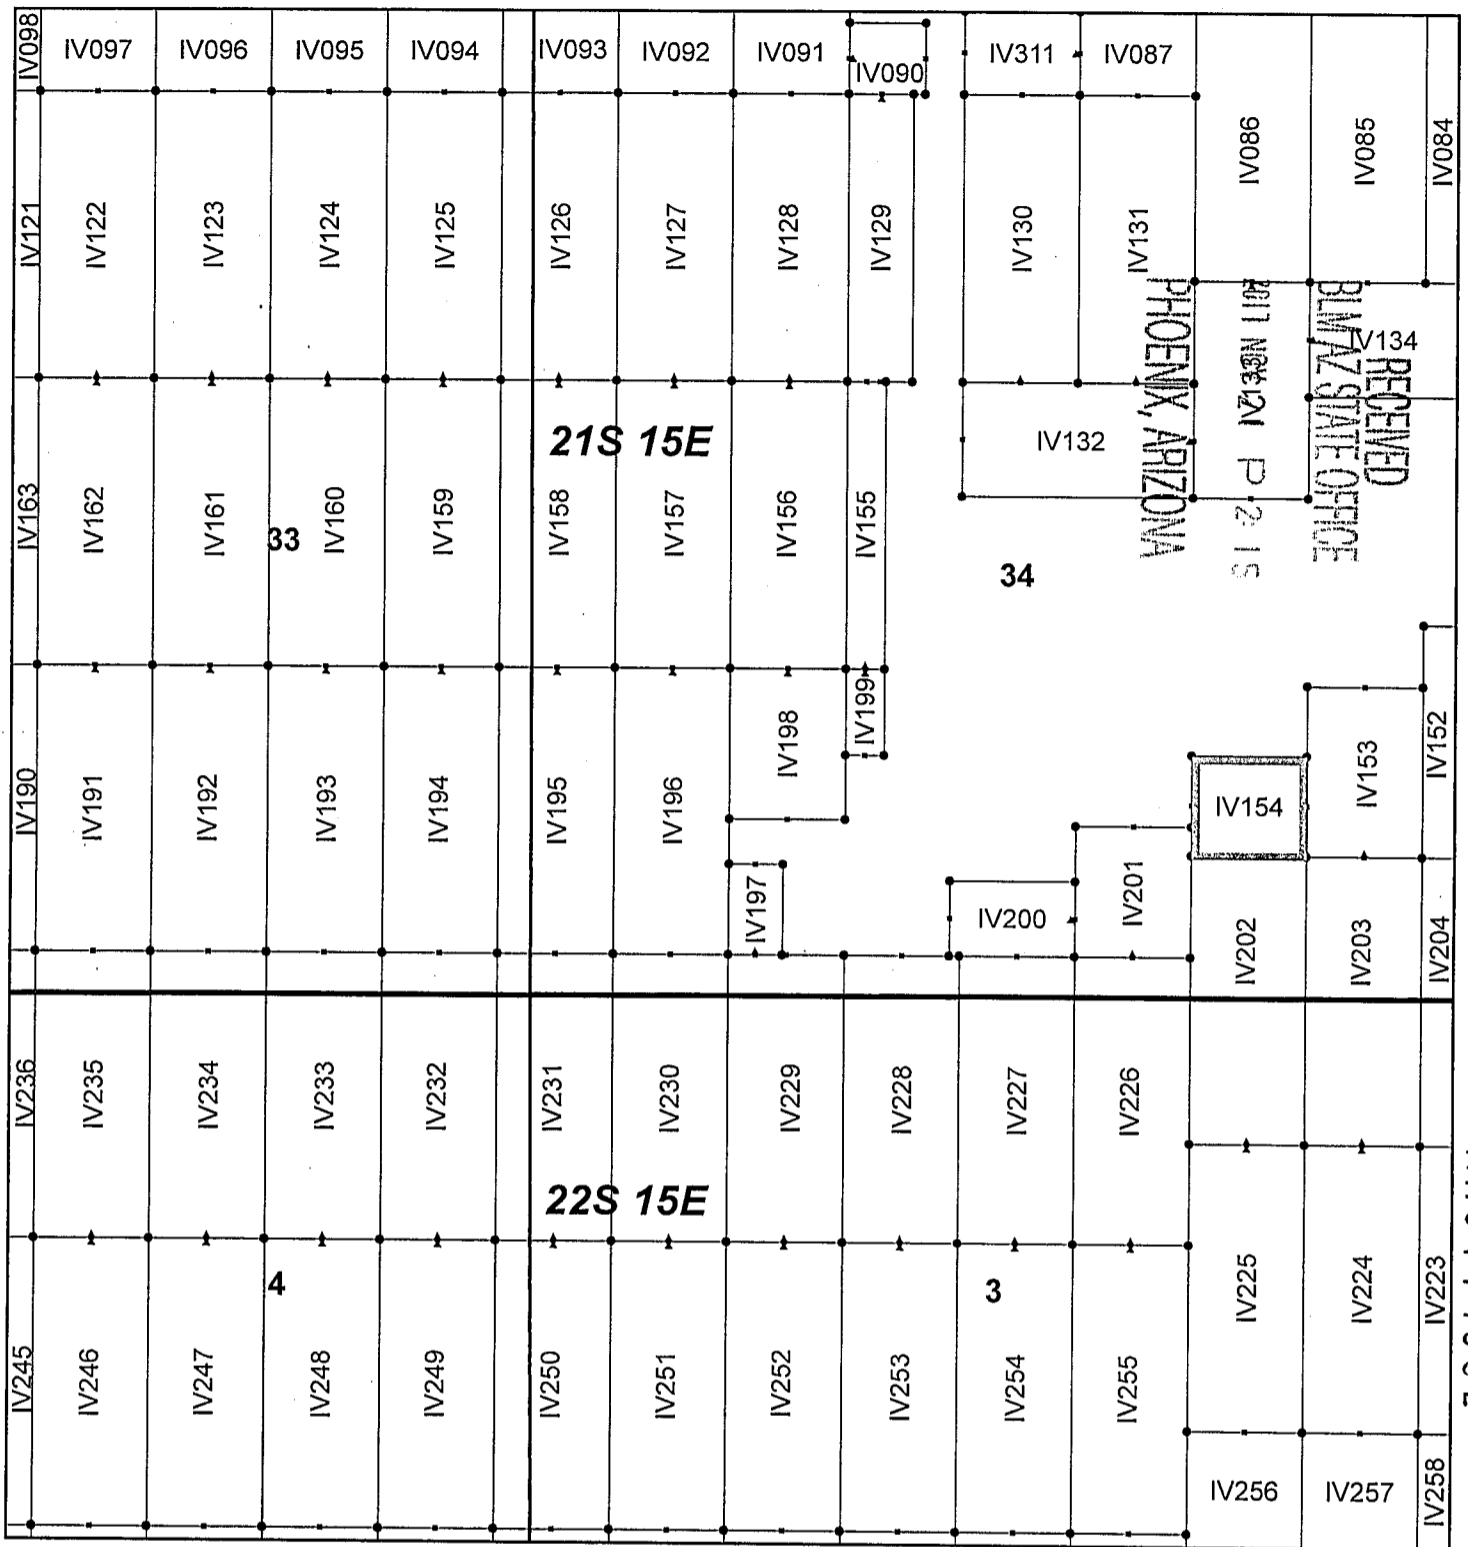 IV098 IV097 IV096 IV095 IV094 IV093 IV092 IV091 IV090 IV311 IV087
IV086 IV085 IV084
IV121 IV122 IV123 IV124 IV125 IV126 IV127 IV128 IV129 IV130 IV131
IV134
RECEIVED
BLM AZ STATE OFFICE
PHOENIX, ARIZONA
21S 15E
IV132
IV163 IV162 IV161 33 IV160 IV159 IV158 IV157 IV156 IV155
34
IV199
IV198
IV190 IV191 IV192 IV193 IV194 IV195 IV196
IV154 IV153 IV152
IV197 IV200 IV201 IV202 IV203 IV204
IV236 IV235 IV234 IV233 IV232 IV231 IV230 IV229 IV228 IV227 IV226
22S 15E
4 3
IV225 IV224 IV223
IV245 IV246 IV247 IV248 IV249 IV250 IV251 IV252 IV253 IV254 IV255
IV256 IV257 IV258